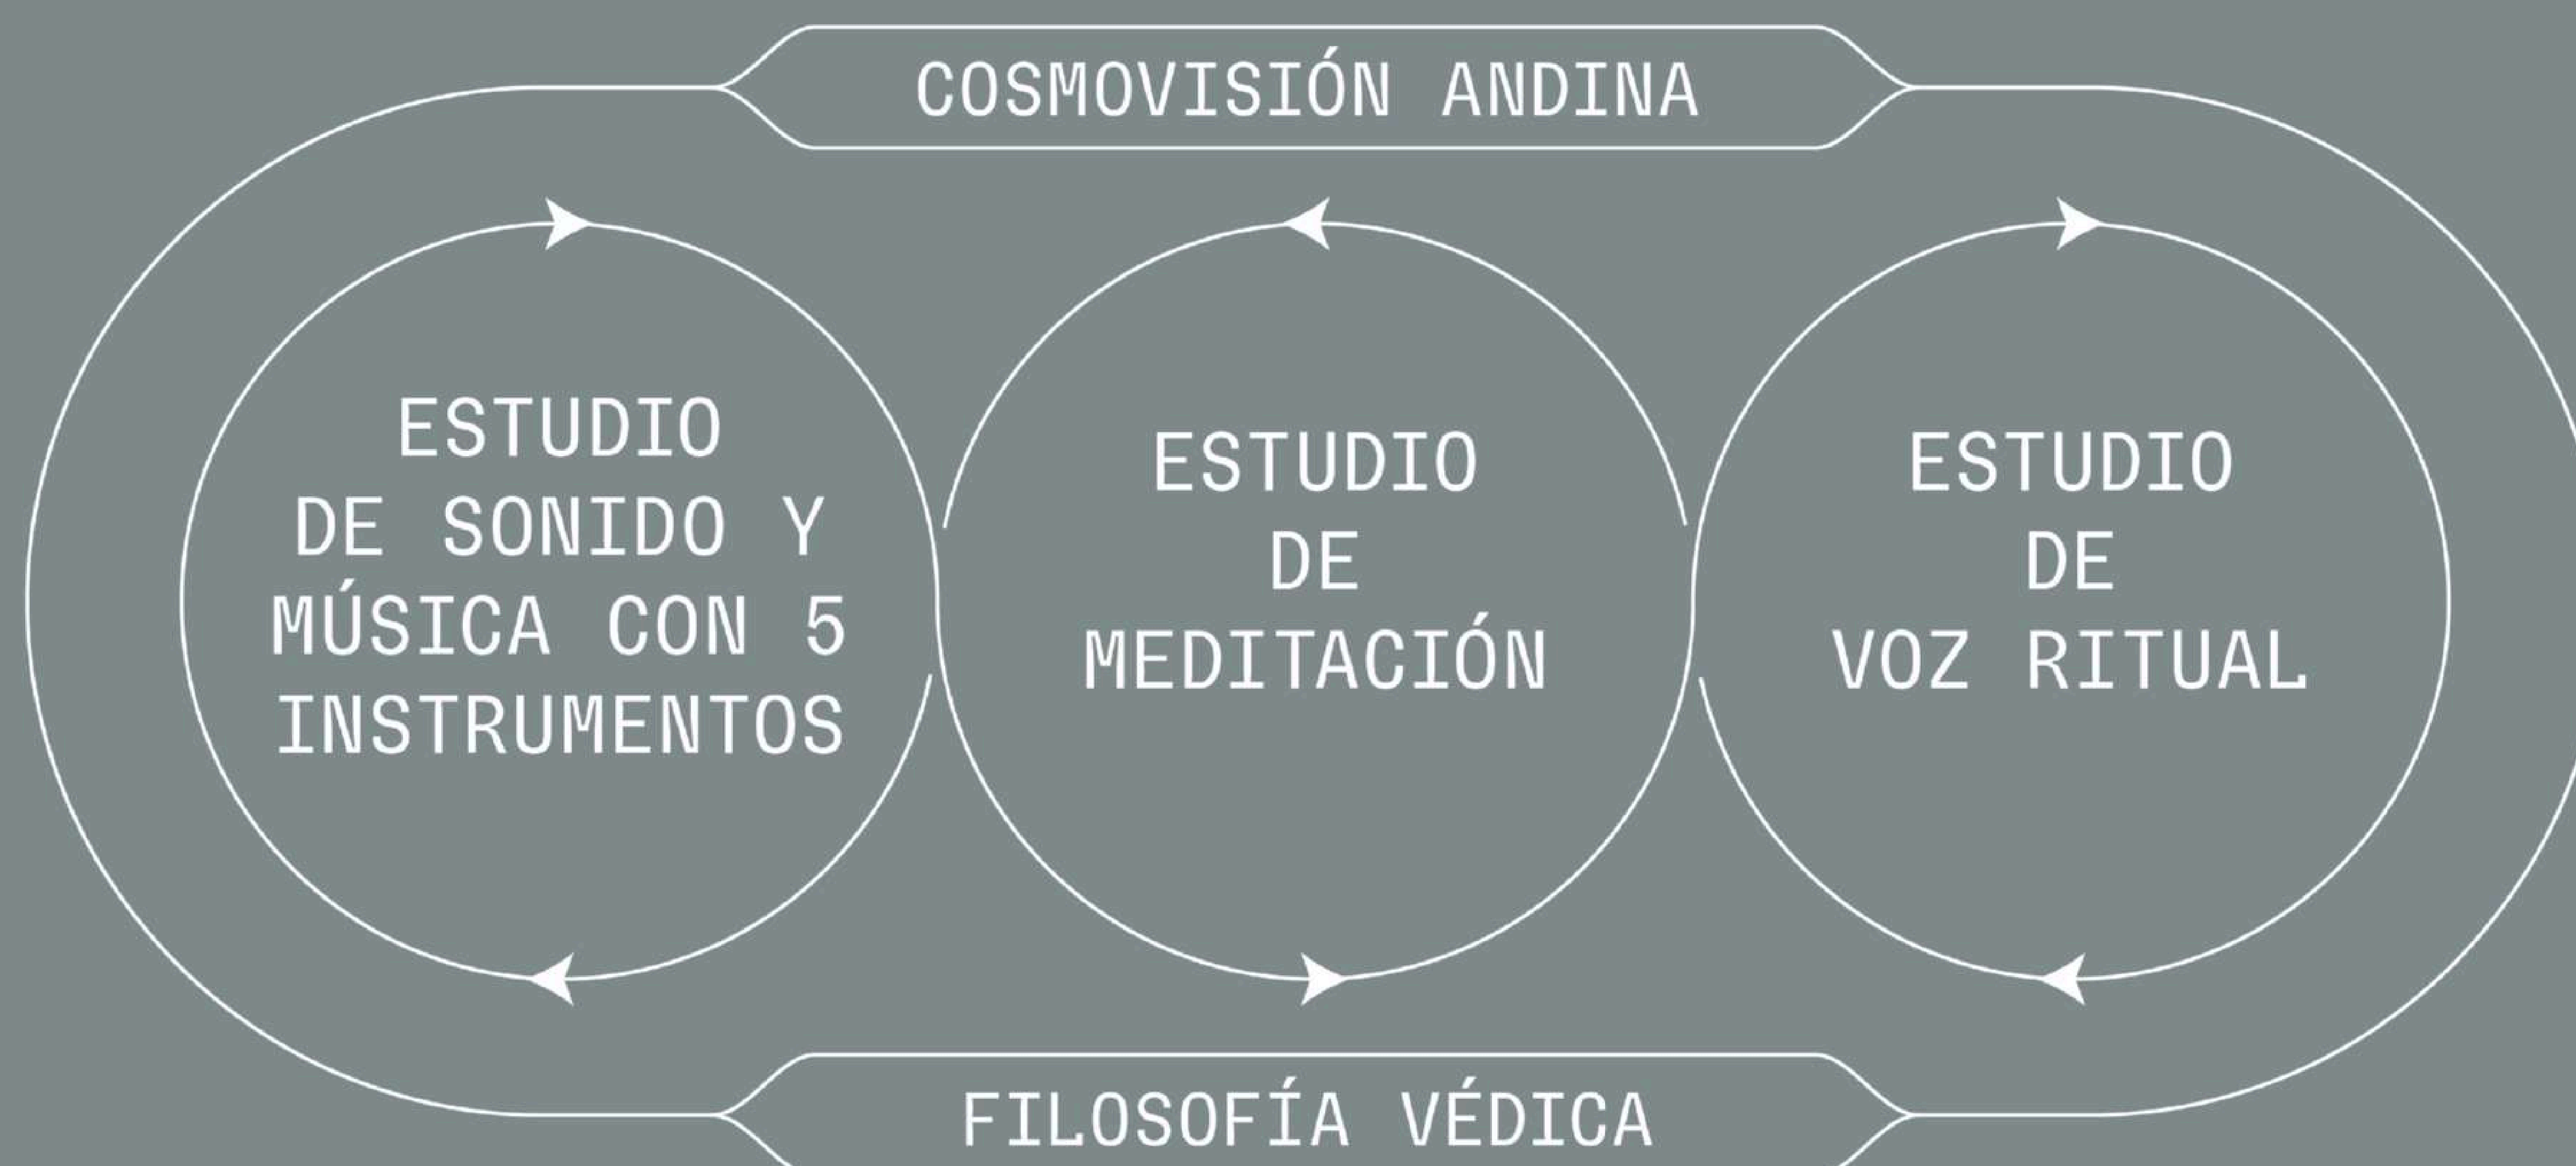 COSMOVISIÓN ANDINA
ESTUDIO
DE SONIDO Y
MÚSICA CON 5
INSTRUMENTOS
ESTUDIO
DE
MEDITACIÓN
ESTUDIO
DE
VOZ RITUAL
FILOSOFÍA VÉDICA